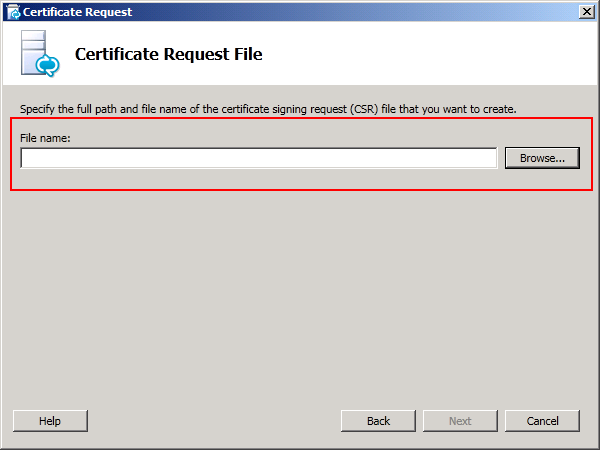 Certificate Request
Certificate Request File
Specify the full path and file name of the certificate signing request (CSR) file that you want to create.
File name:
Browse...
Help
Back
Next
Cancel